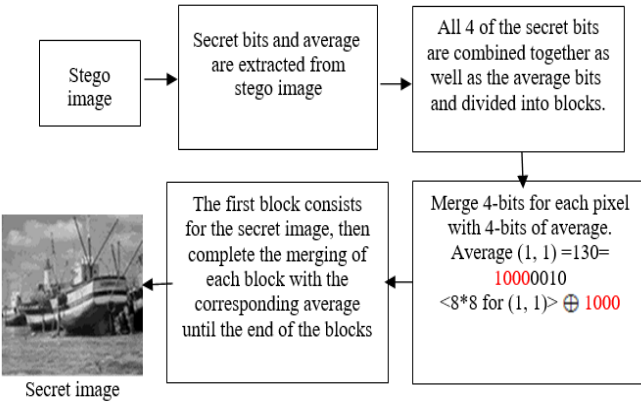 Stego
image
Secret bits and average
are extracted from
stego image
All 4 of the secret bits
are combined together as
well as the average bits
and divided into blocks.
Merge 4-bits for each pixel
with 4-bits of average.
Average (1, 1) =130=
10000010
<8*8 for (1, 1)> ⊕ 1000
The first block consists
for the secret image, then
complete the merging of
each block with the
corresponding average
until the end of the blocks
Secret image